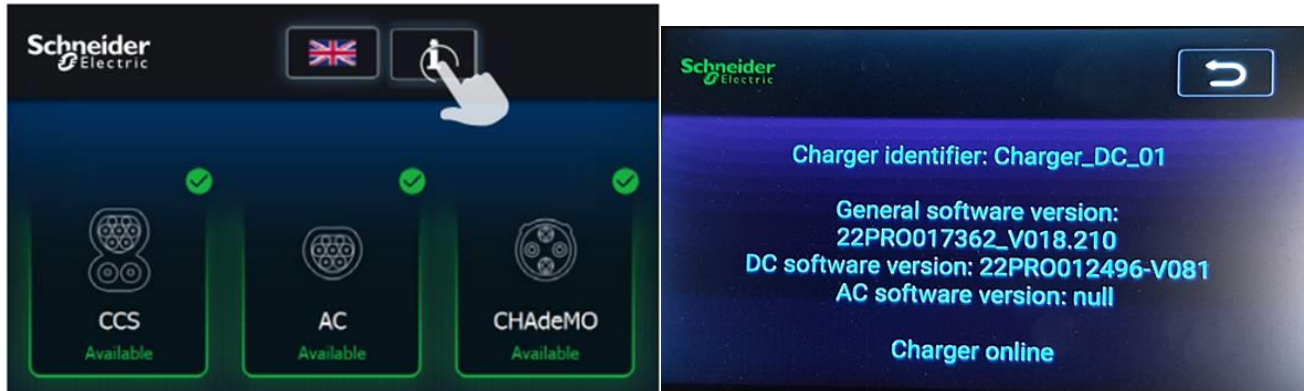 Schneider
Electric
i
CCS
Available
AC
Available
CHAdeMO
Available
Schneider
Electric
Charger identifier: Charger_DC_01
General software version:
22PRO017362_V018.210
DC software version: 22PRO012496-V081
AC software version: null
Charger online